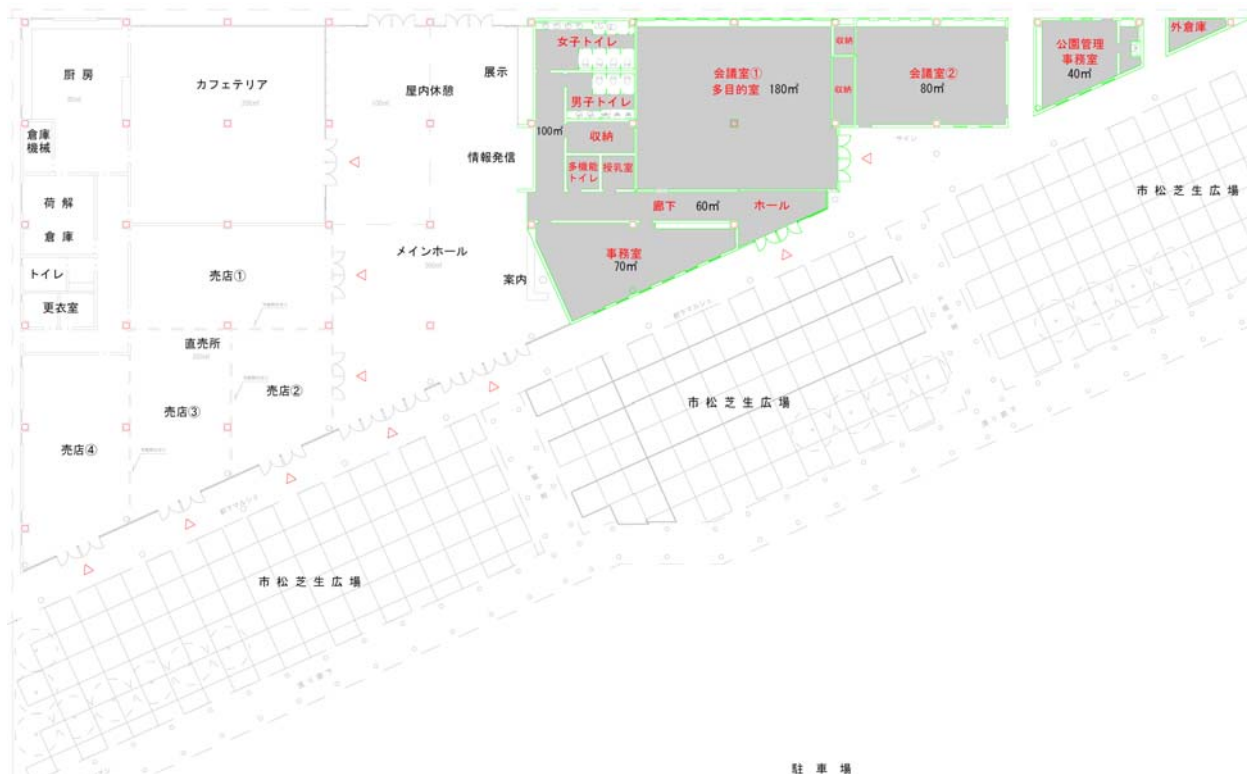 女子トイレ
男子トイレ
100㎡
収納
多機能
トイレ
授乳室
会議室①
多目的室 180㎡
収納
収納
会議室②
80㎡
公園管理
事務室
40㎡
外倉庫
厨房
カフェテリア
屋内休憩
展示
倉庫
機械
情報発信
荷解
倉庫
廊下 60㎡ ホール
メインホール
事務室
70㎡
案内
トイレ
更衣室
売店①
直売所
売店②
売店③
売店④
サイン
市松芝生広場
市松芝生広場
市松芝生広場
駐車場